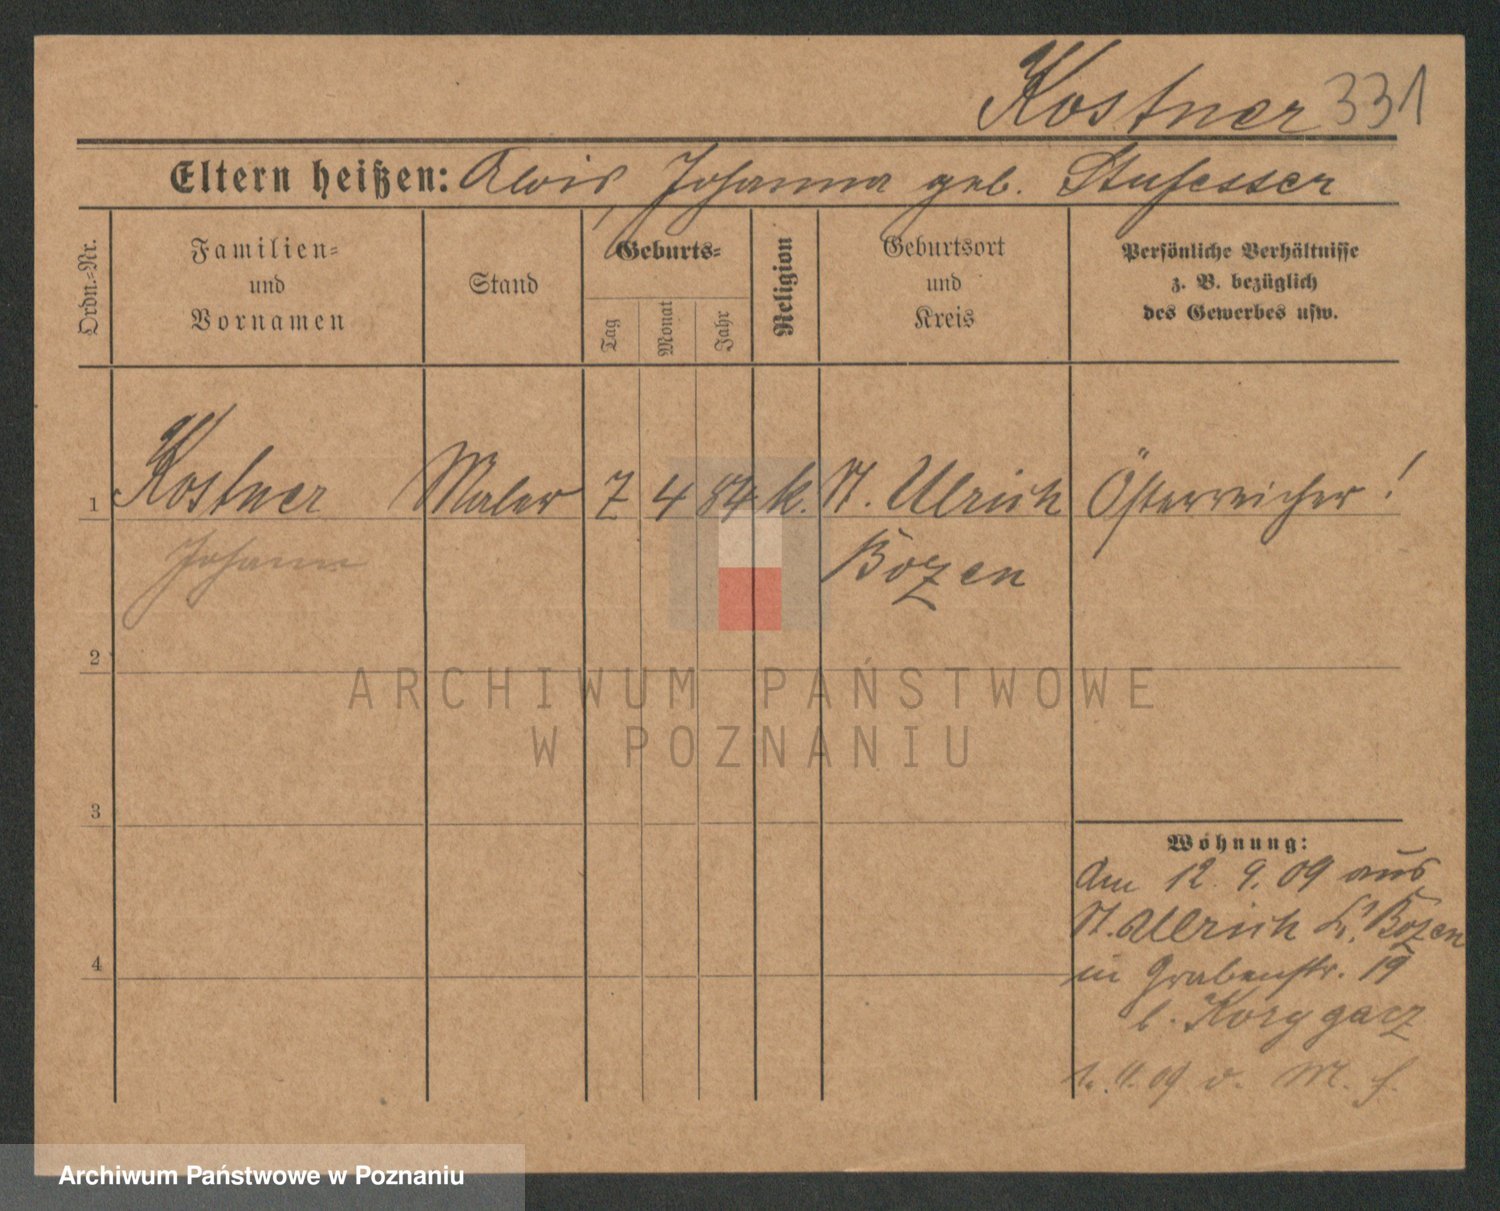 Kostner 331
Eltern heißen: Alois, Johanna geb. Stufesser
Ordn.=Nr.
Familien=
und
Vornamen
Stand
Geburts=
Tag
Monat
Jahr
Religion
Geburtsort
und
Kreis
Persönliche Verhältnisse
z. B. bezüglich
des Gewerbes usw.
1 Kostner Maler 7 4 84 k. St. Ulrich Österreicher!
Johann Bozen
2
3
4
Wohnung:
Am 12. 9. 09 aus
St. Ullrich Kr. Bozen
in Grabenstr. 19
b. Korygacz
ARCHIWUM PAŃSTWOWE
W POZNANIU
Archiwum Państwowe w Poznaniu